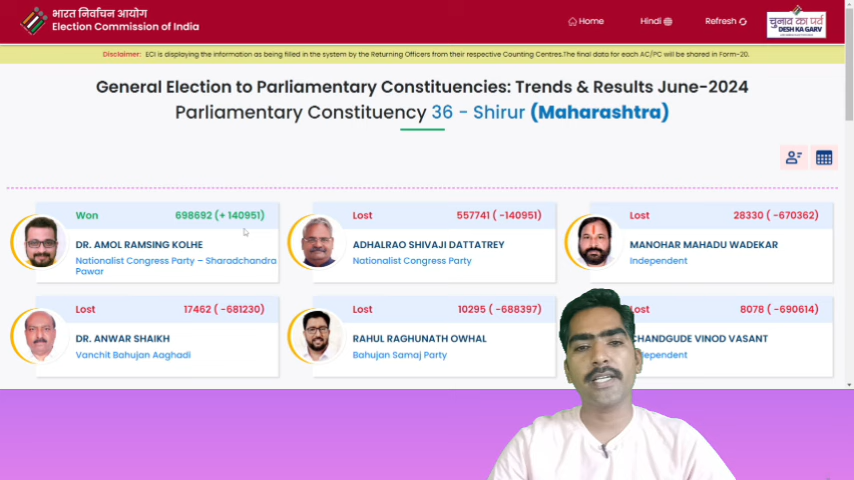 भारत निर्वाचन आयोग
Election Commission of India
Home
Hindi
Refresh
चुनाव का पर्व
DESH KA GARV
Disclaimer: ECI is displaying the information as being filled in the system by the Returning Officers from their respective Counting Centres.The final data for each AC/PC will be shared in Form-20.
General Election to Parliamentary Constituencies: Trends & Results June-2024
Parliamentary Constituency 36 - Shirur (Maharashtra)
Won 698692 (+ 140951)
DR. AMOL RAMSING KOLHE
Nationalist Congress Party – Sharadchandra
Pawar
Lost 557741 ( -140951)
ADHALRAO SHIVAJI DATTATREY
Nationalist Congress Party
Lost 28330 ( -670362)
MANOHAR MAHADU WADEKAR
Independent
Lost 17462 ( -681230)
DR. ANWAR SHAIKH
Vanchit Bahujan Aaghadi
Lost 10295 ( -688397)
RAHUL RAGHUNATH OWHAL
Bahujan Samaj Party
Lost 8078 ( -690614)
CHANDGUDE VINOD VASANT